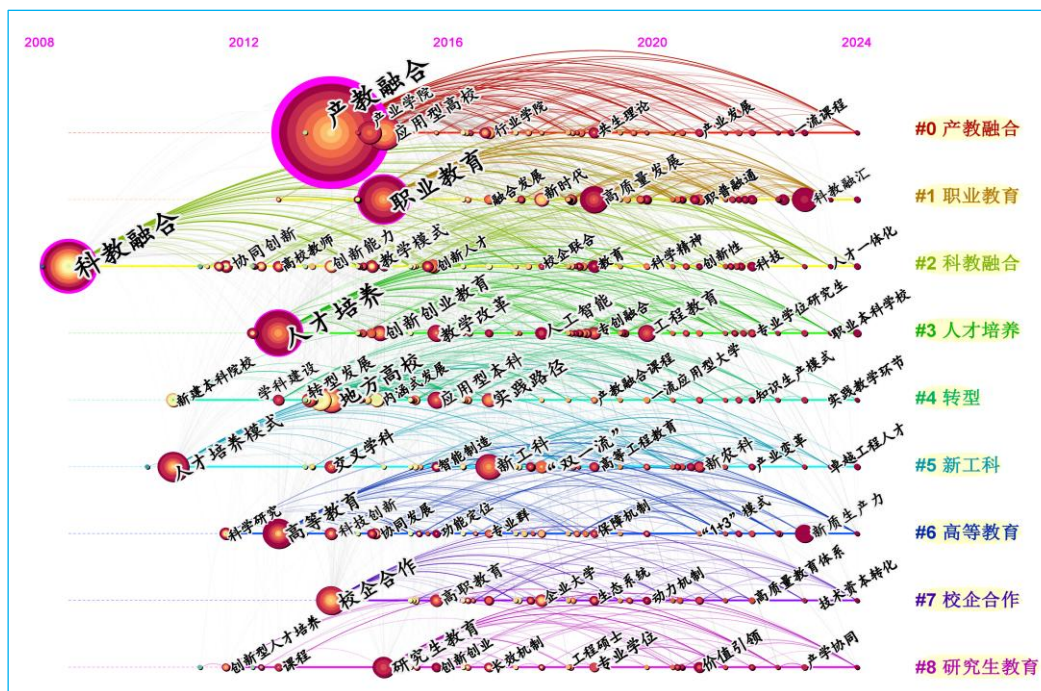 2008 2012 2016 2020 2024
产教融合
产业学院
应用型高校
行业学院
共生理论
产业发展
一流课程
#0 产教融合
职业教育
融合发展
新时代
高质量发展
职普融通
科教融汇
#1 职业教育
科教融合
协同创新
高校教师
创新能力
教学模式
创新人才
校企联合
教育
科学精神
创新性
科技
人才一体化
#2 科教融合
人才培养
创新创业教育
教学改革
人工智能
专创融合
工程教育
专业学位研究生
职业本科学校
#3 人才培养
新建本科院校
学科建设
转型发展
地方高校
内涵式发展
应用型本科
实践路径
产教融合课程
一流应用型大学
知识生产模式
实践教学环节
#4 转型
人才培养模式
交叉学科
智能制造
新工科
“双一流”
高等工程教育
新农科
产业变革
卓越工程人才
#5 新工科
科学研究
高等教育
科技创新
协同发展
功能定位
专业群
保障机制
“1+3”模式
新质生产力
#6 高等教育
校企合作
高职教育
企业大学
生态系统
动力机制
高质量教育体系
技术资本转化
#7 校企合作
创新型人才培养
课程
研究生教育
创新创业
长效机制
工程硕士
专业学位
价值引领
产学协同
#8 研究生教育